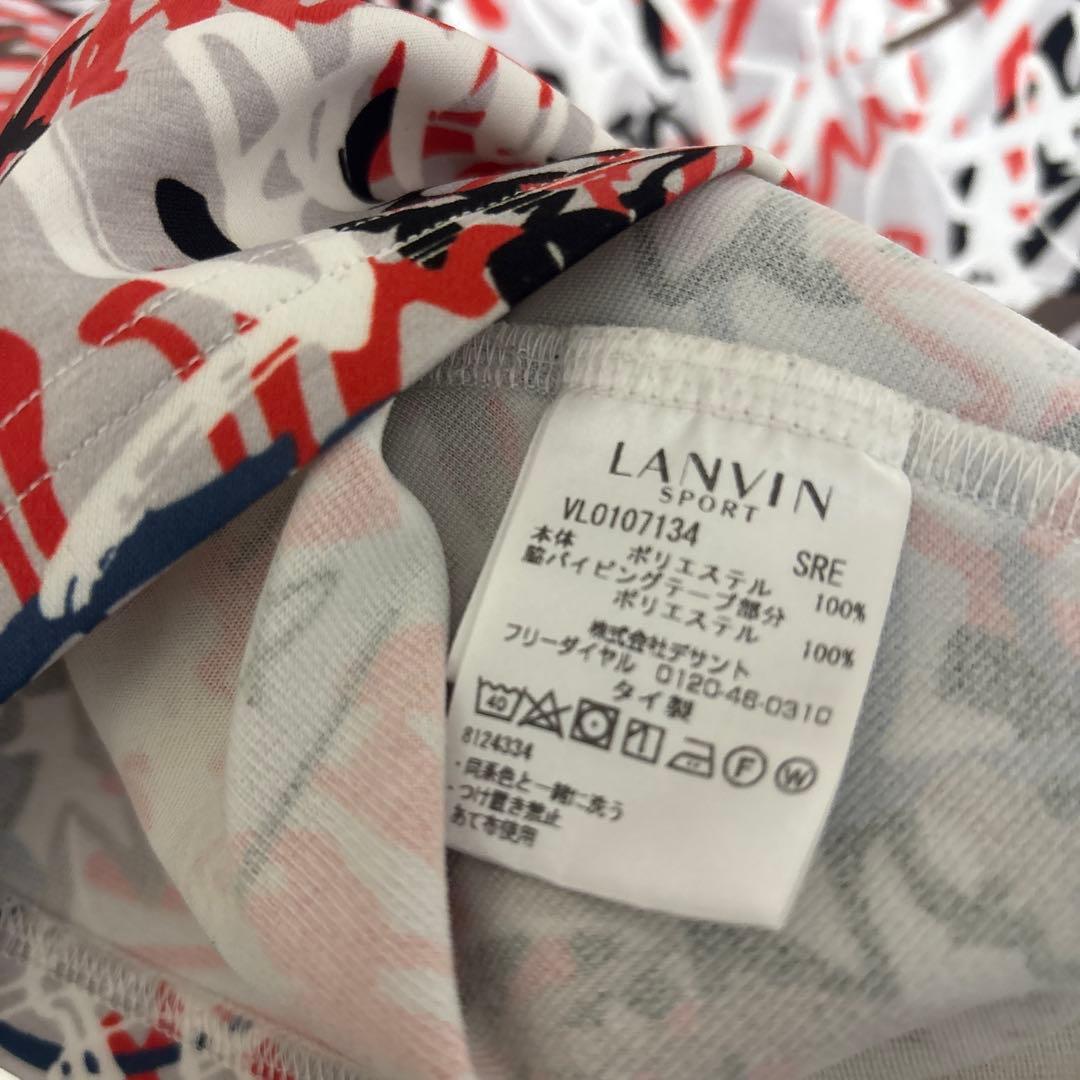 LANVIN
SPORT
VL0107134 SRE
本体 ポリエステル 100%
脇パイピングテープ部分
ポリエステル 100%
株式会社デサント
フリーダイヤル 0120-46-0310
タイ製
40 F W
8124334
・同系色と一緒に洗う
・つけ置き禁止
あて布使用